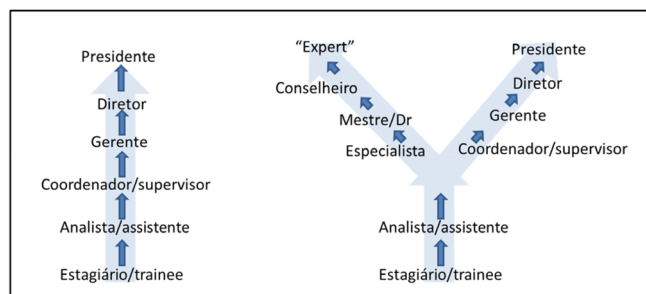 Presidente
Diretor
Gerente
Coordenador/supervisor
Analista/assistente
Estagiário/trainee
“Expert”
Conselheiro
Mestre/Dr
Especialista
Presidente
Diretor
Gerente
Coordenador/supervisor
Analista/assistente
Estagiário/trainee